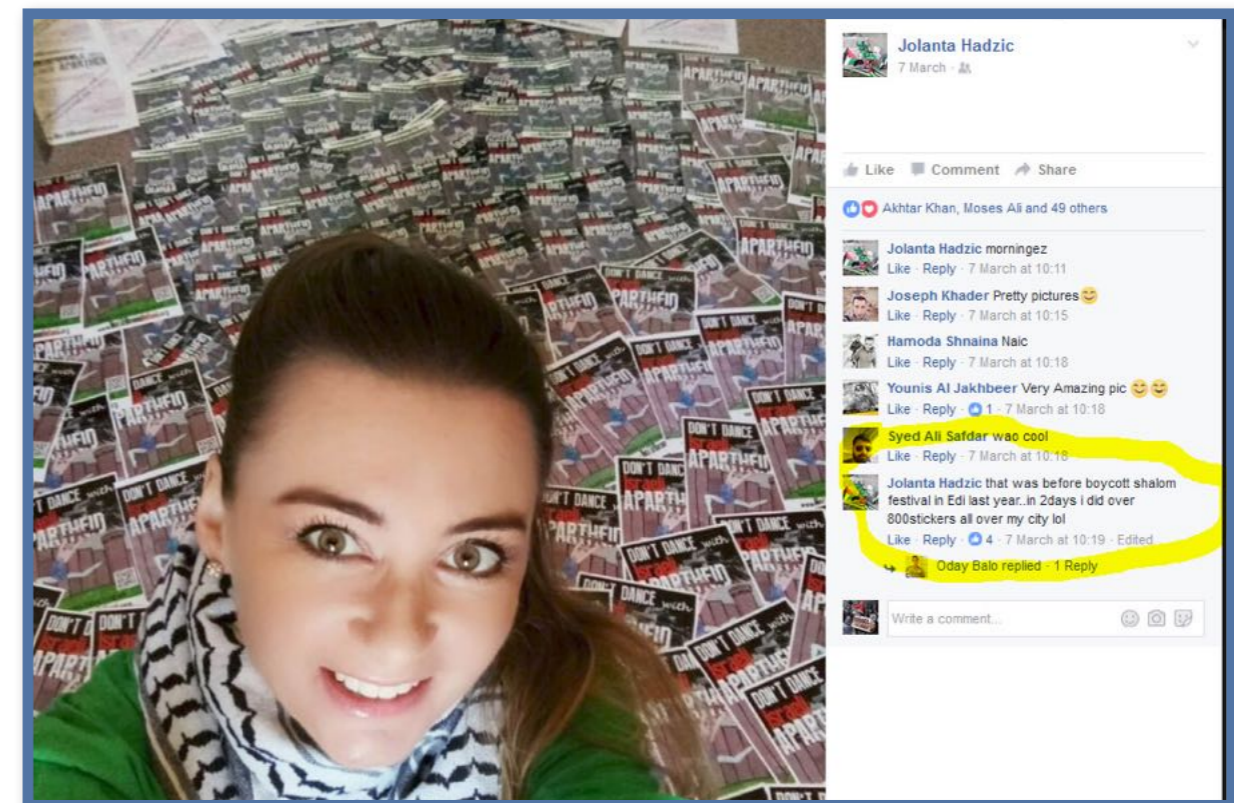 Jolanta Hadzic
7 March
Like Comment Share
Akhtar Khan, Moses Ali and 49 others
Jolanta Hadzic morningez
Like · Reply · 7 March at 10:11
Joseph Khader Pretty pictures😊
Like · Reply · 7 March at 10:15
Hamoda Shnaina Naic
Like · Reply · 7 March at 10:18
Younis Al Jakhbeer Very Amazing pic 😊 😊
Like · Reply · 1 · 7 March at 10:18
Syed Ali Safdar wao cool
Like · Reply · 7 March at 10:18
Jolanta Hadzic that was before boycott shalom
festival in Edi last year..in 2days i did over
800stickers all over my city lol
Like · Reply · 4 · 7 March at 10:19 · Edited
Oday Balo replied · 1 Reply
Write a comment...
DON'T DANCE with
Israeli
APARTHEID